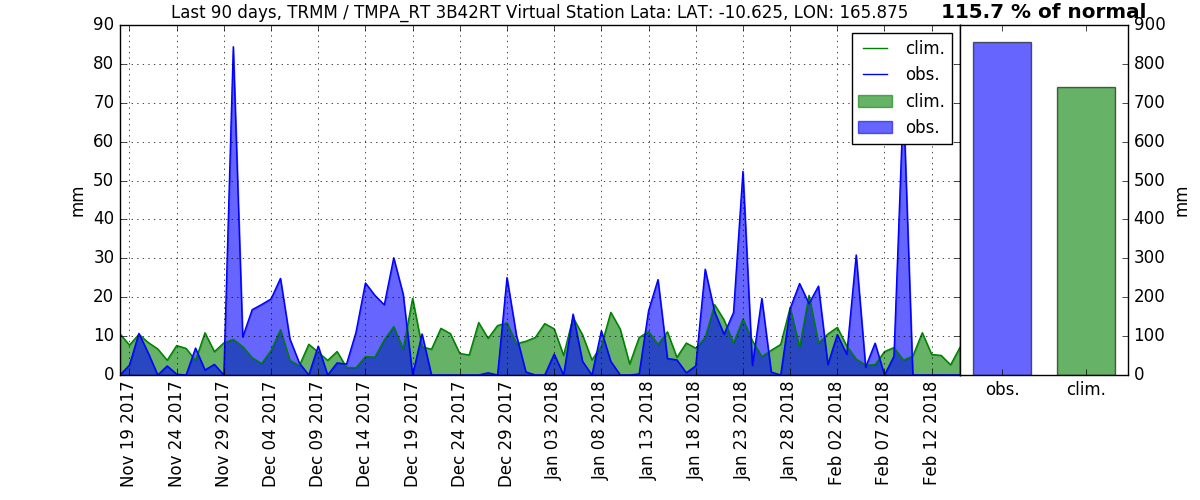 Last 90 days, TRMM / TMPA_RT 3B42RT Virtual Station Lata: LAT: -10.625, LON: 165.875
115.7 % of normal
90
80
70
60
50
40
30
20
10
0
mm
clim.
obs.
clim.
obs.
900
800
700
600
500
400
300
200
100
0
mm
Nov 19 2017
Nov 24 2017
Nov 29 2017
Dec 04 2017
Dec 09 2017
Dec 14 2017
Dec 19 2017
Dec 24 2017
Dec 29 2017
Jan 03 2018
Jan 08 2018
Jan 13 2018
Jan 18 2018
Jan 23 2018
Jan 28 2018
Feb 02 2018
Feb 07 2018
Feb 12 2018
obs.
clim.